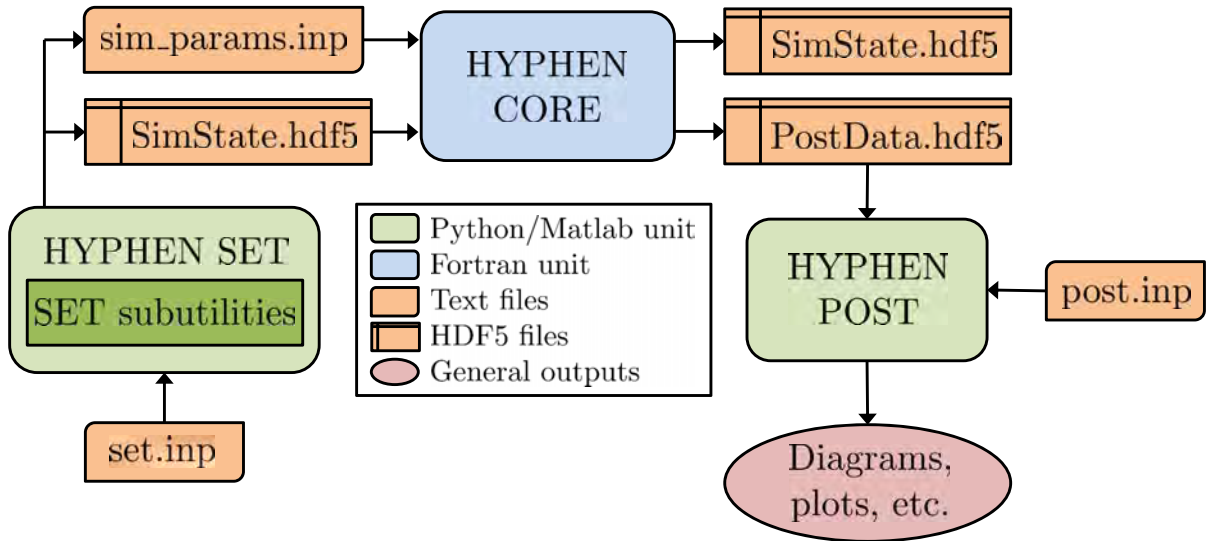 sim_params.inp
SimState.hdf5
HYPHEN
CORE
SimState.hdf5
PostData.hdf5
HYPHEN SET
SET subutilities
set.inp
Python/Matlab unit
Fortran unit
Text files
HDF5 files
General outputs
HYPHEN
POST
post.inp
Diagrams,
plots, etc.